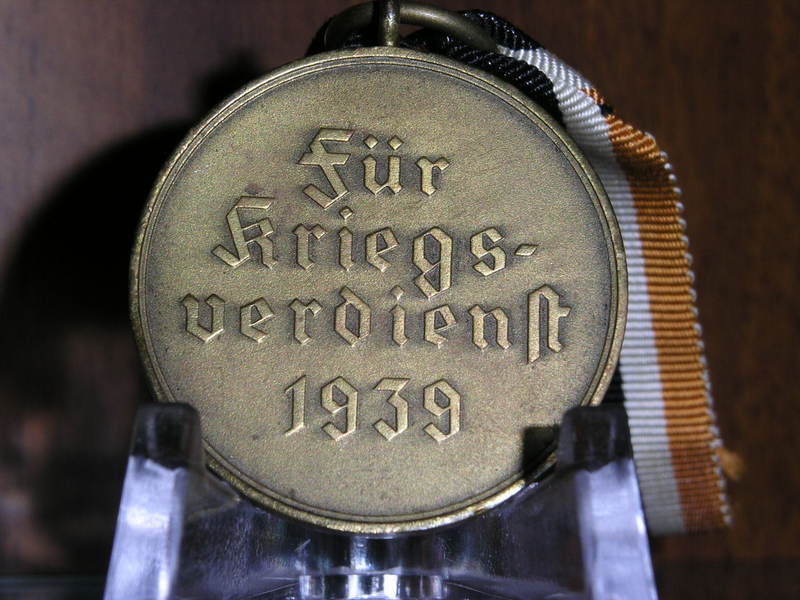 Für
Kriegs-
verdienst
1939